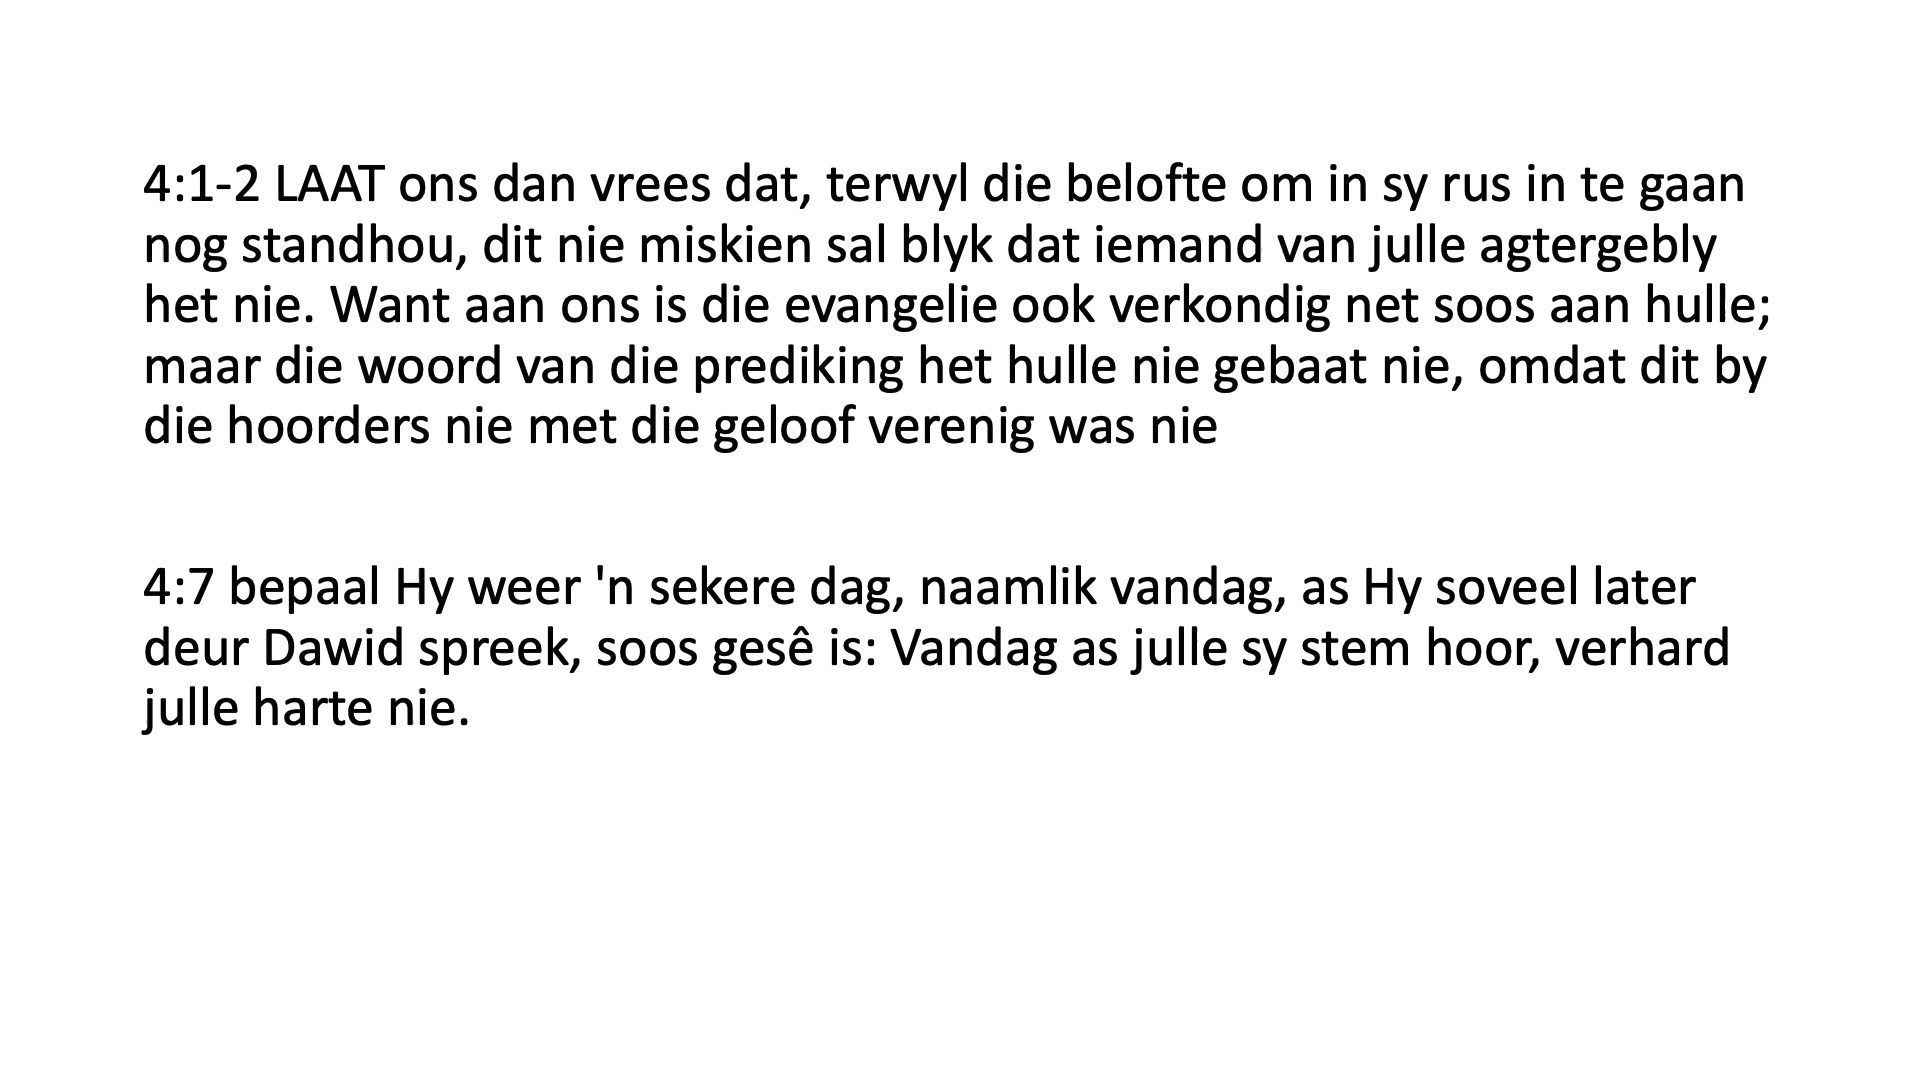 4:1-2 LAAT ons dan vrees dat, terwyl die belofte om in sy rus in te gaan
nog standhou, dit nie miskien sal blyk dat iemand van julle agtergebly
het nie. Want aan ons is die evangelie ook verkondig net soos aan hulle;
maar die woord van die prediking het hulle nie gebaat nie, omdat dit by
die hoorders nie met die geloof verenig was nie
4:7 bepaal Hy weer 'n sekere dag, naamlik vandag, as Hy soveel later
deur Dawid spreek, soos gesê is: Vandag as julle sy stem hoor, verhard
julle harte nie.